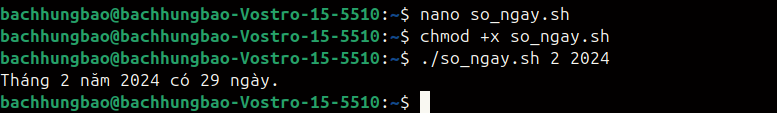 bachhungbao@bachhungbao-Vostro-15-5510:~$ nano so_ngay.sh
bachhungbao@bachhungbao-Vostro-15-5510:~$ chmod +x so_ngay.sh
bachhungbao@bachhungbao-Vostro-15-5510:~$ ./so_ngay.sh 2 2024
Tháng 2 năm 2024 có 29 ngày.
bachhungbao@bachhungbao-Vostro-15-5510:~$